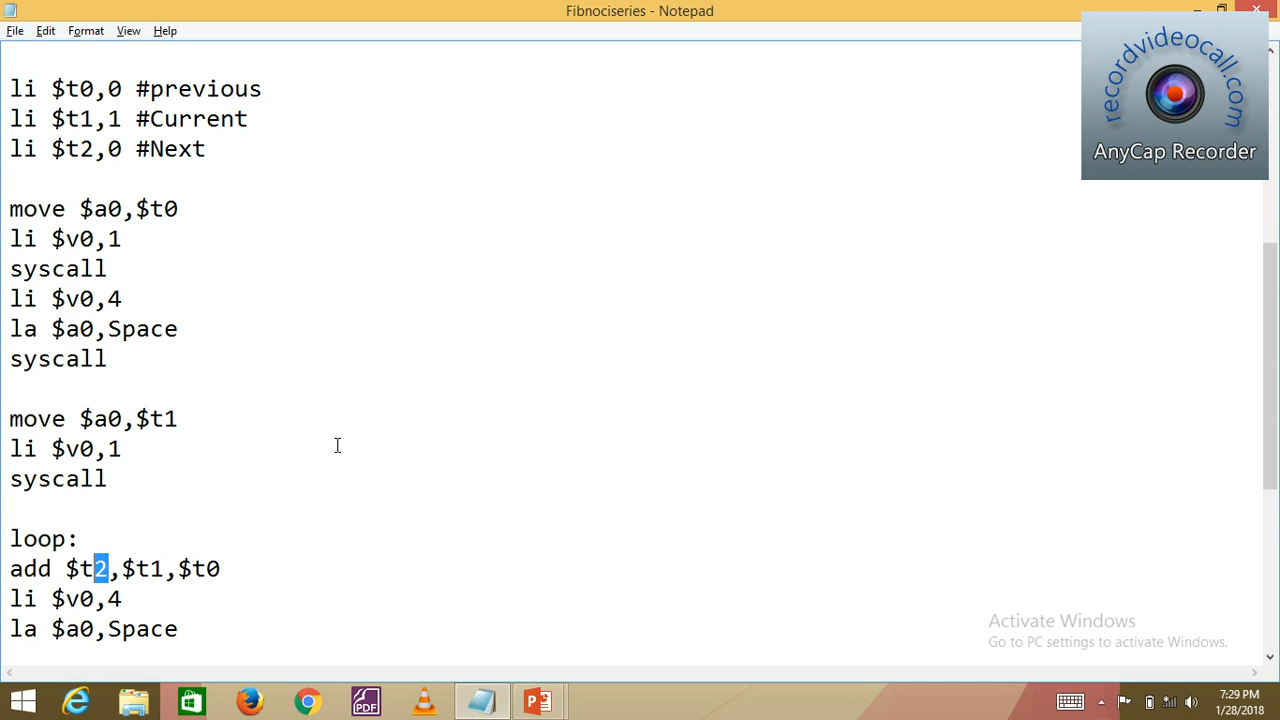 Fibnociseries - Notepad
File Edit Format View Help
li $t0,0 #previous
li $t1,1 #Current
li $t2,0 #Next
move $a0,$t0
li $v0,1
syscall
li $v0,4
la $a0,Space
syscall
move $a0,$t1
li $v0,1
syscall
loop:
add $t2,$t1,$t0
li $v0,4
la $a0,Space
recordvideocall.com
AnyCap Recorder
Activate Windows
Go to PC settings to activate Windows.
PDF
7:29 PM
1/28/2018